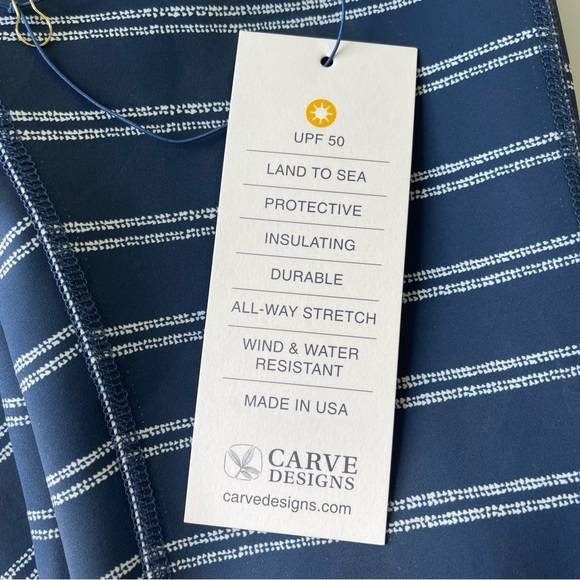 UPF 50
LAND TO SEA
PROTECTIVE
INSULATING
DURABLE
ALL-WAY STRETCH
WIND & WATER
RESISTANT
MADE IN USA
CARVE
DESIGNS
carvedesigns.com